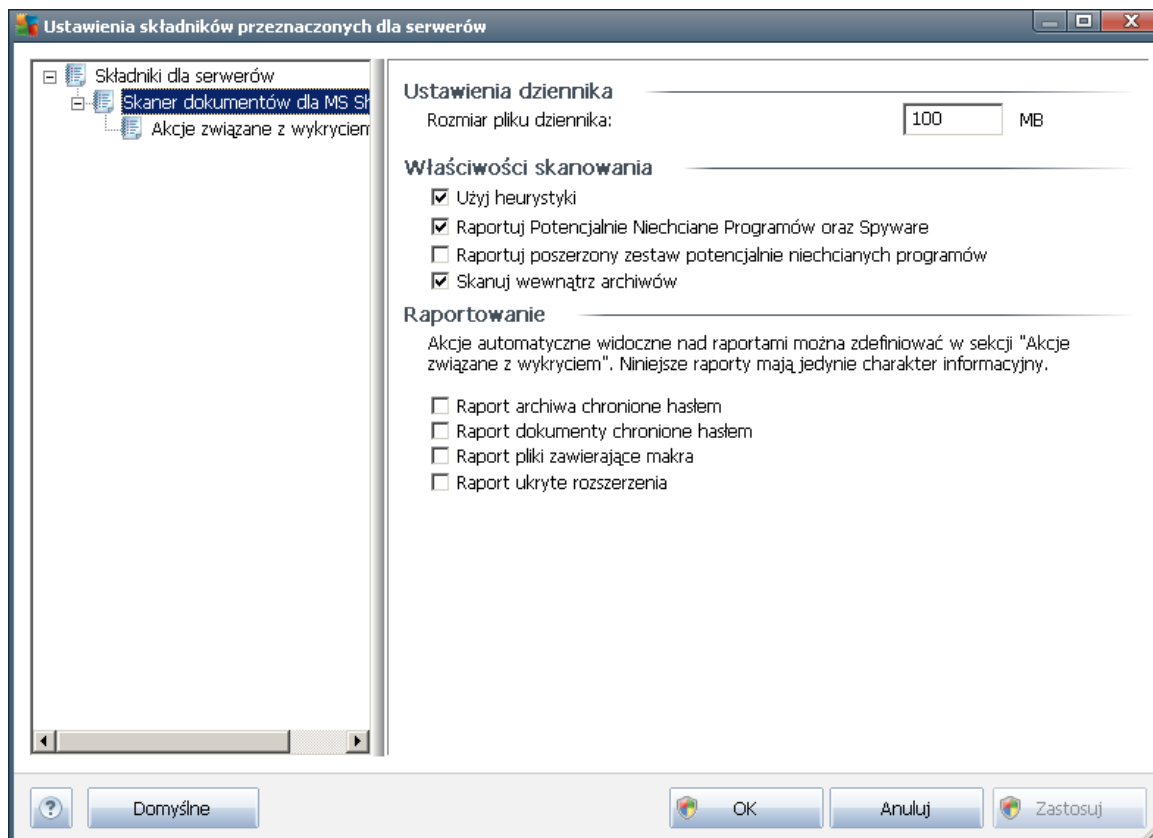 Ustawienia składników przeznaczonych dla serwerów
Składniki dla serwerów
Skaner dokumentów dla MS Sh
Akcje związane z wykryciem
Ustawienia dziennika
Rozmiar pliku dziennika:
100
MB
Właściwości skanowania
Użyj heurystyki
Raportuj Potencjalnie Niechciane Programów oraz Spyware
Raportuj poszerzony zestaw potencjalnie niechcianych programów
Skanuj wewnątrz archiwów
Raportowanie
Akcje automatyczne widoczne nad raportami można zdefiniować w sekcji "Akcje
związane z wykryciem". Niniejsze raporty mają jedynie charakter informacyjny.
Raport archiwa chronione hasłem
Raport dokumenty chronione hasłem
Raport pliki zawierające makra
Raport ukryte rozszerzenia
?
Domyślne
OK
Anuluj
Zastosuj